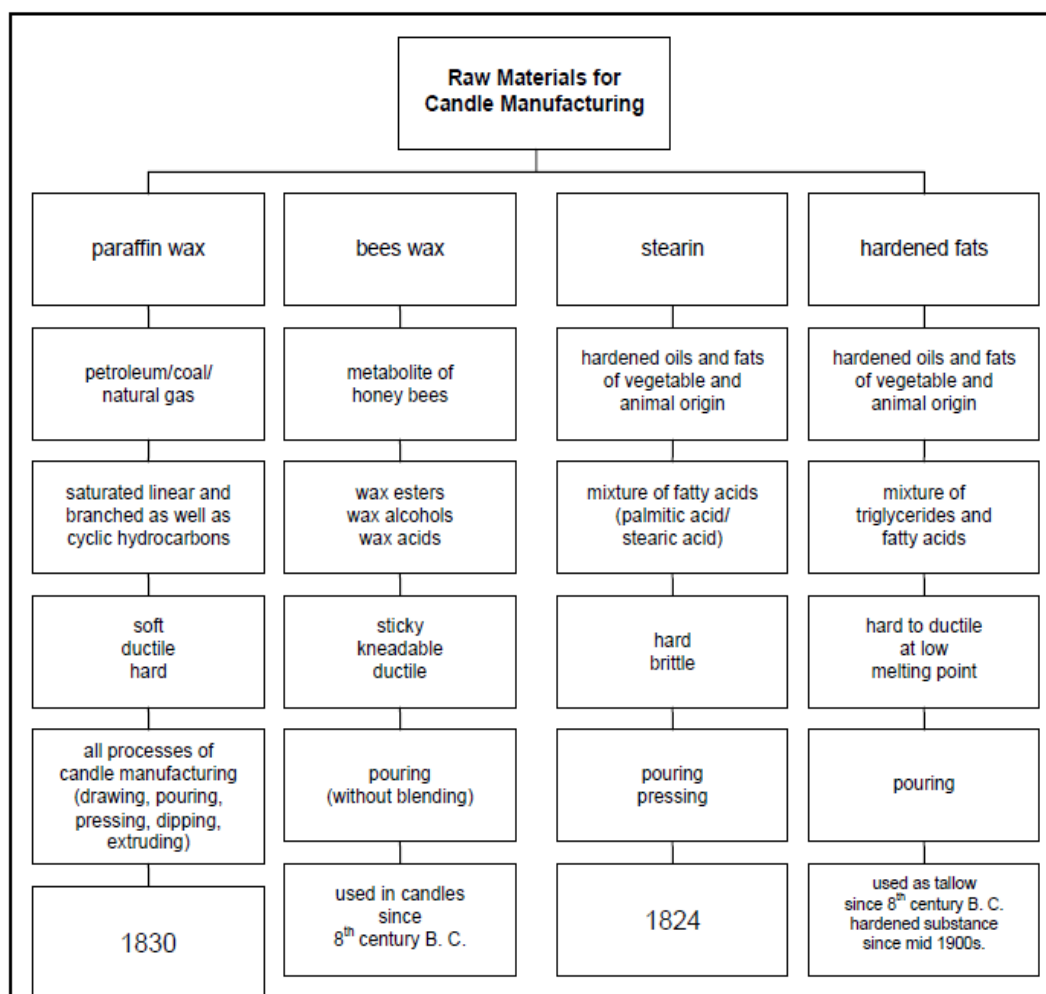 Raw Materials for
Candle Manufacturing
paraffin wax
bees wax
stearin
hardened fats
petroleum/coal/
natural gas
metabolite of
honey bees
hardened oils and fats
of vegetable and
animal origin
hardened oils and fats
of vegetable and
animal origin
saturated linear and
branched as well as
cyclic hydrocarbons
wax esters
wax alcohols
wax acids
mixture of fatty acids
(palmitic acid/
stearic acid)
mixture of
triglycerides and
fatty acids
soft
ductile
hard
sticky
kneadable
ductile
hard
brittle
hard to ductile
at low
melting point
all processes of
candle manufacturing
(drawing, pouring,
pressing, dipping,
extruding)
pouring
(without blending)
pouring
pressing
pouring
1830
used in candles
since
8th century B. C.
1824
used as tallow
since 8th century B. C.
hardened substance
since mid 1900s.